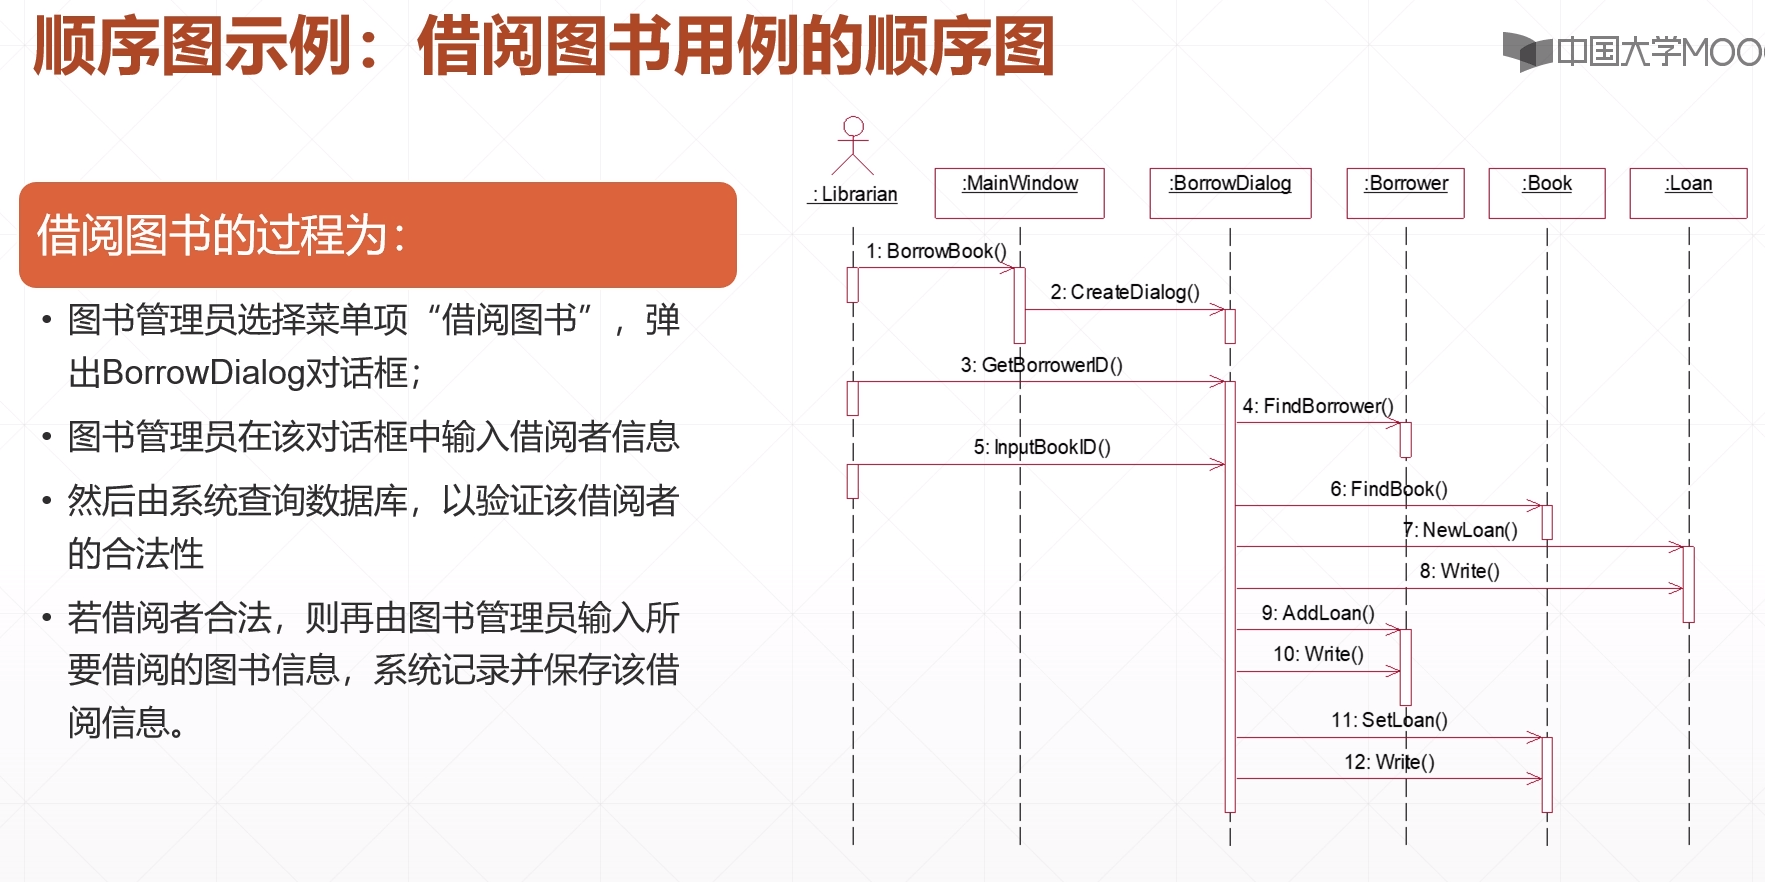 顺序图示例：借阅图书用例的顺序图
中国大学MOO
借阅图书的过程为：
• 图书管理员选择菜单项“借阅图书”，弹
出BorrowDialog对话框；
• 图书管理员在该对话框中输入借阅者信息
• 然后由系统查询数据库，以验证该借阅者
的合法性
• 若借阅者合法，则再由图书管理员输入所
要借阅的图书信息，系统记录并保存该借
阅信息。
: Librarian
:MainWindow
:BorrowDialog
:Borrower
:Book
:Loan
1: BorrowBook()
2: CreateDialog()
3: GetBorrowerID()
4: FindBorrower()
5: InputBookID()
6: FindBook()
7: NewLoan()
8: Write()
9: AddLoan()
10: Write()
11: SetLoan()
12: Write()